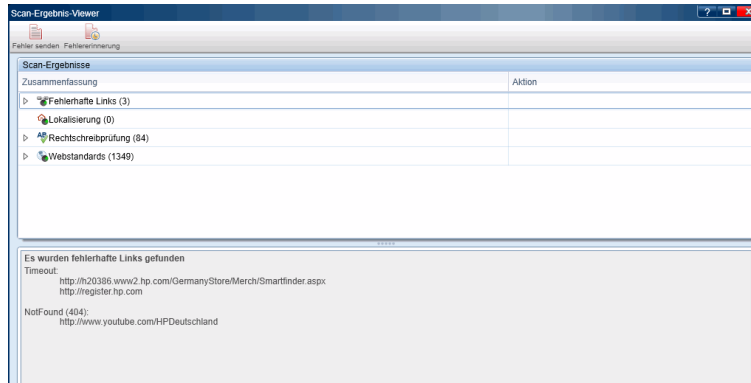 Scan-Ergebnis-Viewer
Fehler senden Fehlererinnerung
Scan-Ergebnisse
Zusammenfassung Aktion
Fehlerhafte Links (3)
Lokalisierung (0)
Rechtschreibprüfung (84)
Webstandards (1349)
Es wurden fehlerhafte Links gefunden
Timeout:
http://h20386.www2.hp.com/GermanyStore/Merch/Smartfinder.aspx
http://register.hp.com
NotFound (404):
http://www.youtube.com/HPDeutschland